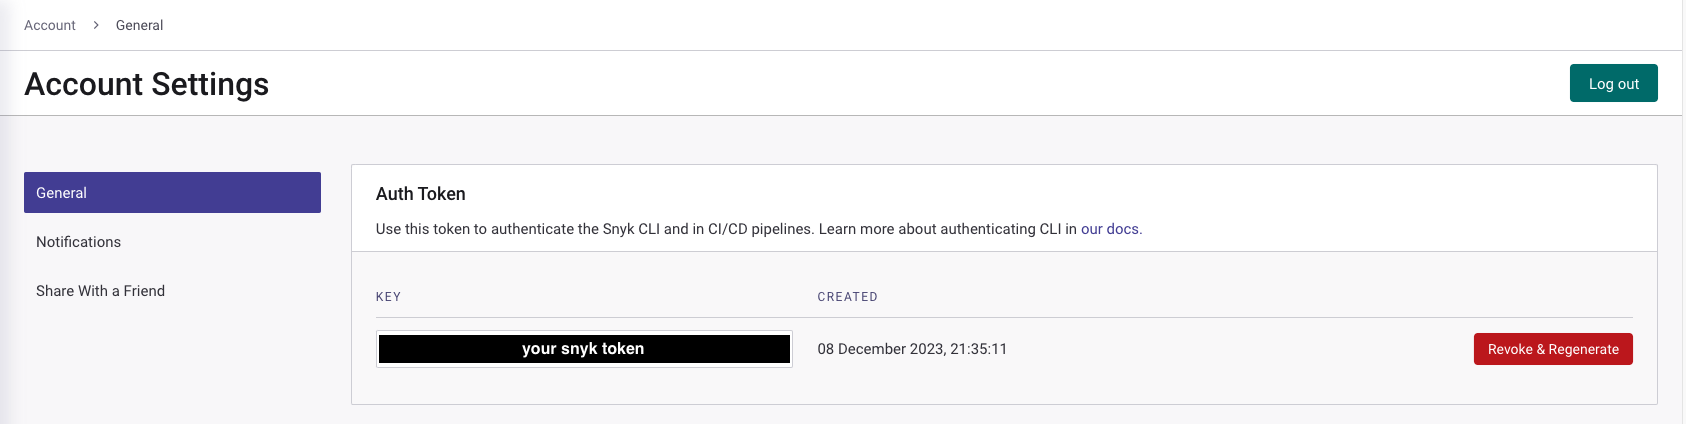 Account > General
Account Settings
Log out
General
Notifications
Share With a Friend
Auth Token
Use this token to authenticate the Snyk CLI and in CI/CD pipelines. Learn more about authenticating CLI in our docs.
KEY CREATED
your snyk token 08 December 2023, 21:35:11 Revoke & Regenerate